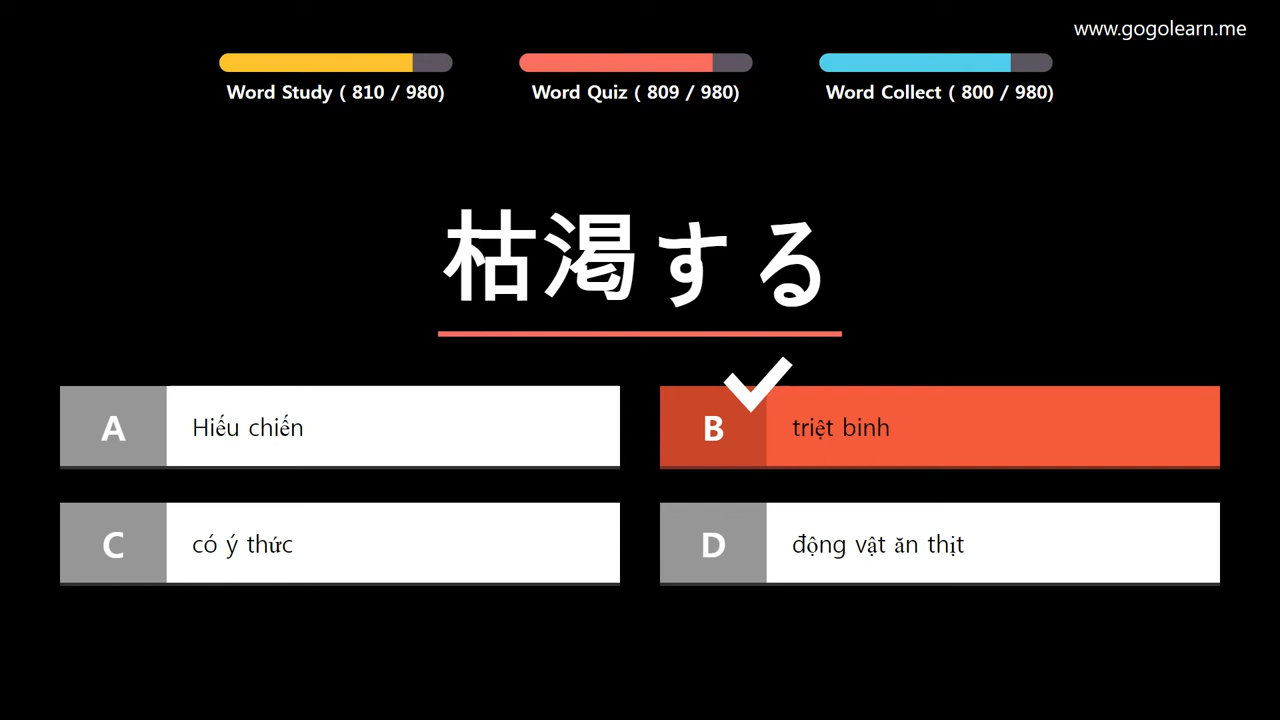 www.gogolearn.me
Word Study ( 810 / 980)
Word Quiz ( 809 / 980)
Word Collect ( 800 / 980)
枯渇する
A Hiếu chiến
B triệt binh
C có ý thức
D động vật ăn thịt